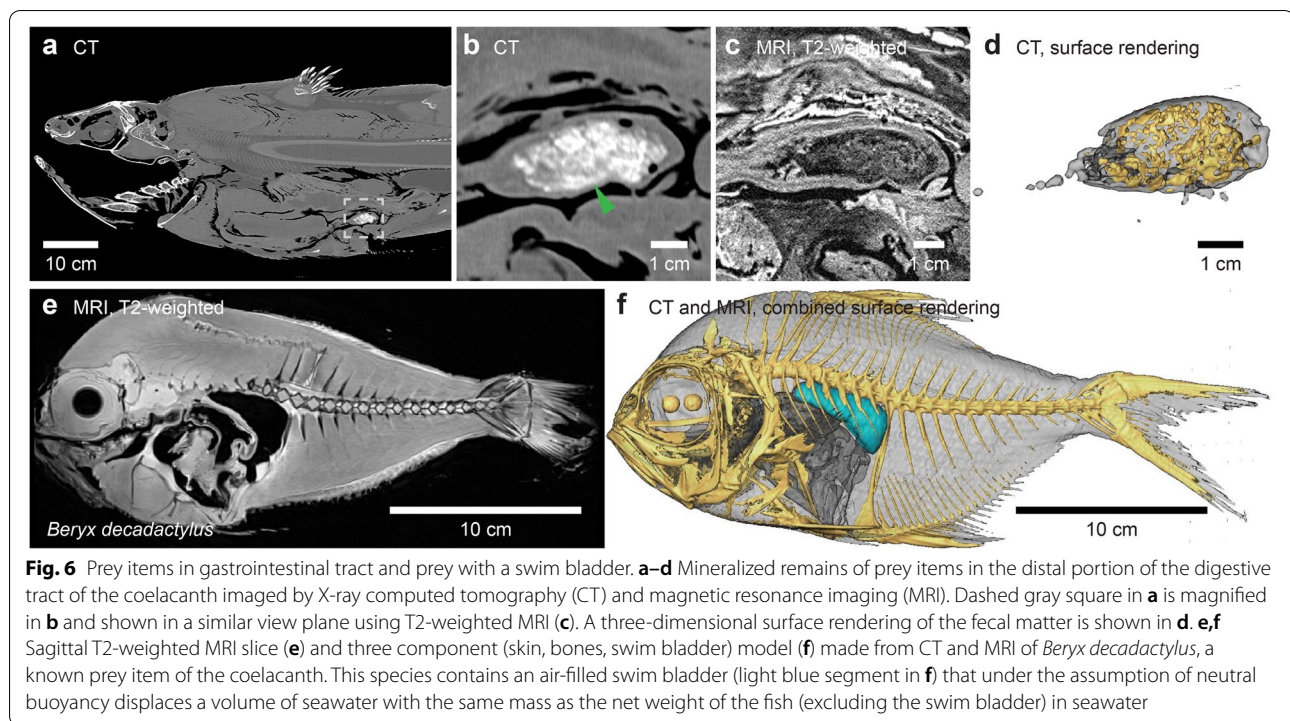 a CT
b CT
c MRI, T2-weighted
d CT, surface rendering
10 cm
1 cm
1 cm
1 cm
e MRI, T2-weighted
f CT and MRI, combined surface rendering
Beryx decadactylus
10 cm
10 cm
Fig. 6 Prey items in gastrointestinal tract and prey with a swim bladder. a–d Mineralized remains of prey items in the distal portion of the digestive
tract of the coelacanth imaged by X-ray computed tomography (CT) and magnetic resonance imaging (MRI). Dashed gray square in a is magnified
in b and shown in a similar view plane using T2-weighted MRI (c). A three-dimensional surface rendering of the fecal matter is shown in d. e,f
Sagittal T2-weighted MRI slice (e) and three component (skin, bones, swim bladder) model (f) made from CT and MRI of Beryx decadactylus, a
known prey item of the coelacanth. This species contains an air-filled swim bladder (light blue segment in f) that under the assumption of neutral
buoyancy displaces a volume of seawater with the same mass as the net weight of the fish (excluding the swim bladder) in seawater